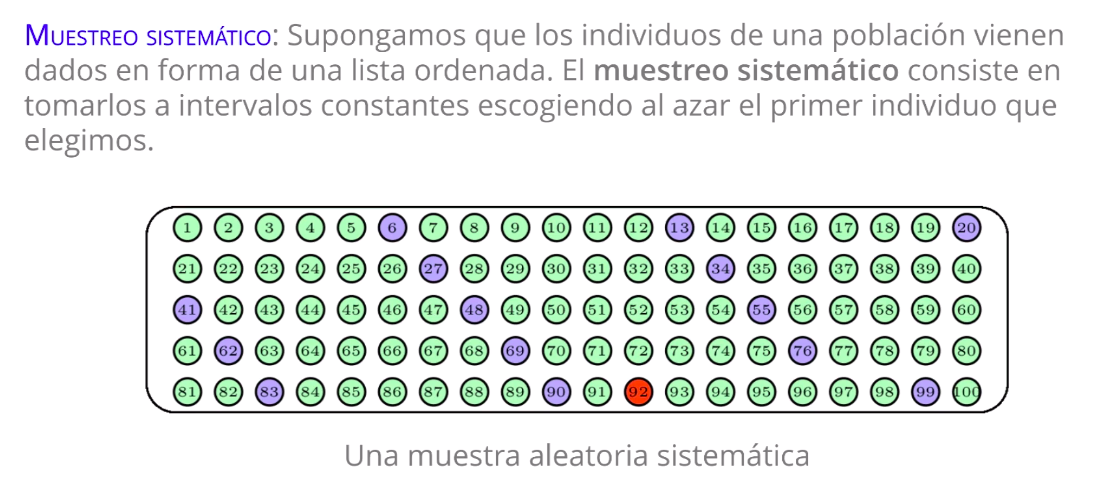 MUESTREO SISTEMÁTICO: Supongamos que los individuos de una población vienen
dados en forma de una lista ordenada. El muestreo sistemático consiste en
tomarlos a intervalos constantes escogiendo al azar el primer individuo que
elegimos.
1 2 3 4 5 6 7 8 9 10 11 12 13 14 15 16 17 18 19 20
21 22 23 24 25 26 27 28 29 30 31 32 33 34 35 36 37 38 39 40
41 42 43 44 45 46 47 48 49 50 51 52 53 54 55 56 57 58 59 60
61 62 63 64 65 66 67 68 69 70 71 72 73 74 75 76 77 78 79 80
81 82 83 84 85 86 87 88 89 90 91 92 93 94 95 96 97 98 99 100
Una muestra aleatoria sistemática